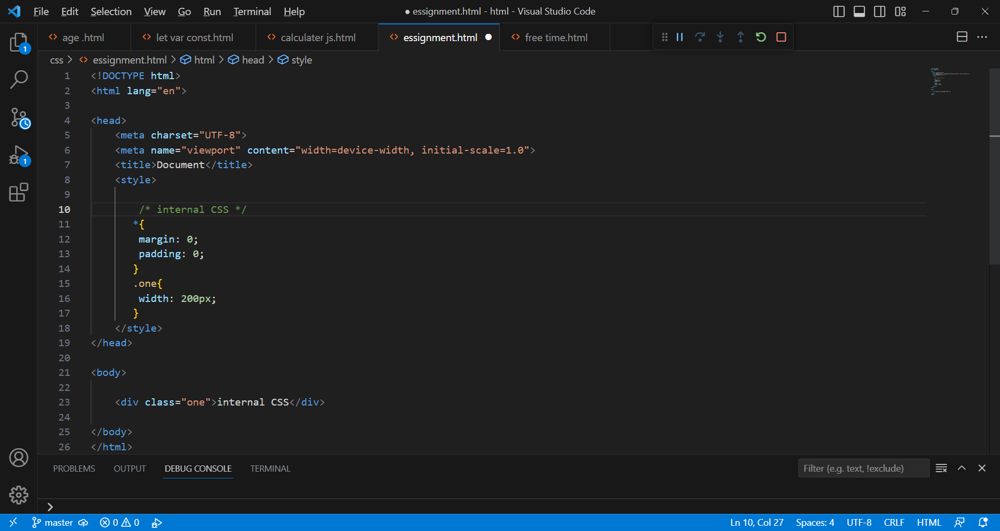 File Edit Selection View Go Run Terminal Help
● essignment.html - html - Visual Studio Code
age .html
let var const.html
calculater js.html
essignment.html
free time.html
css > essignment.html > html > head > style
1 <!DOCTYPE html>
2 <html lang="en">
3
4 <head>
5 <meta charset="UTF-8">
6 <meta name="viewport" content="width=device-width, initial-scale=1.0">
7 <title>Document</title>
8 <style>
9
10 /* internal CSS */
11 *{
12 margin: 0;
13 padding: 0;
14 }
15 .one{
16 width: 200px;
17 }
18 </style>
19 </head>
20
21 <body>
22
23 <div class="one">internal CSS</div>
24
25 </body>
26 </html>
1
1
PROBLEMS OUTPUT DEBUG CONSOLE TERMINAL
Filter (e.g. text, !exclude)
master 0 0
Ln 10, Col 27 Spaces: 4 UTF-8 CRLF HTML